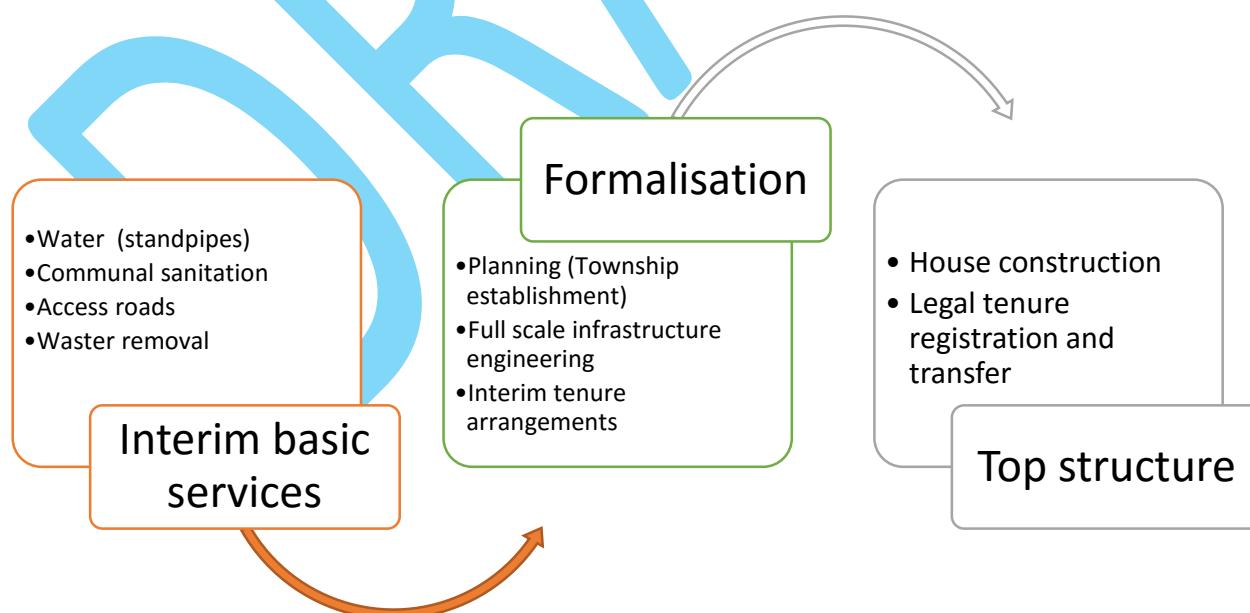 Formalisation
•Water  (standpipes)
•Communal sanitation
•Access roads
•Waster removal
Interim basic
services
•Planning (Township
establishment)
•Full scale infrastructure
engineering
•Interim tenure
arrangements
• House construction
• Legal tenure
registration and
transfer
Top structure